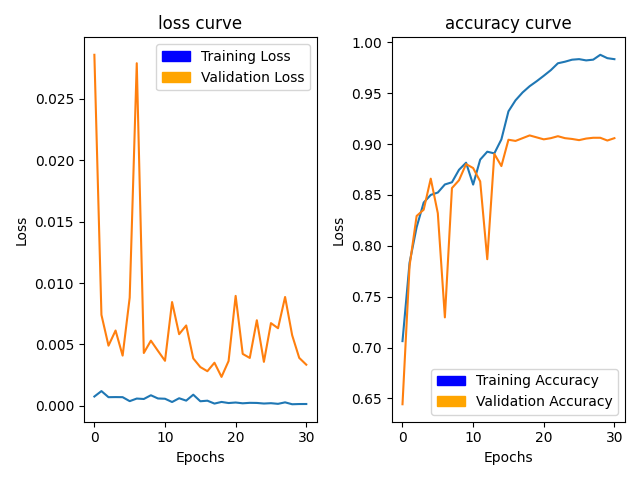 loss curve
Training Loss
Validation Loss
0.025
0.020
0.015
0.010
0.005
0.000
Loss
0
10
20
30
Epochs
accuracy curve
1.00
0.95
0.90
0.85
0.80
0.75
0.70
0.65
Loss
Training Accuracy
Validation Accuracy
0
10
20
30
Epochs